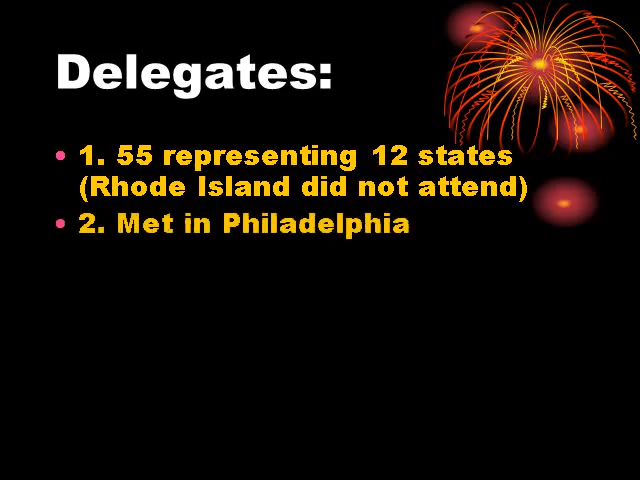 Delegates:
• 1. 55 representing 12 states
(Rhode Island did not attend)
• 2. Met in Philadelphia